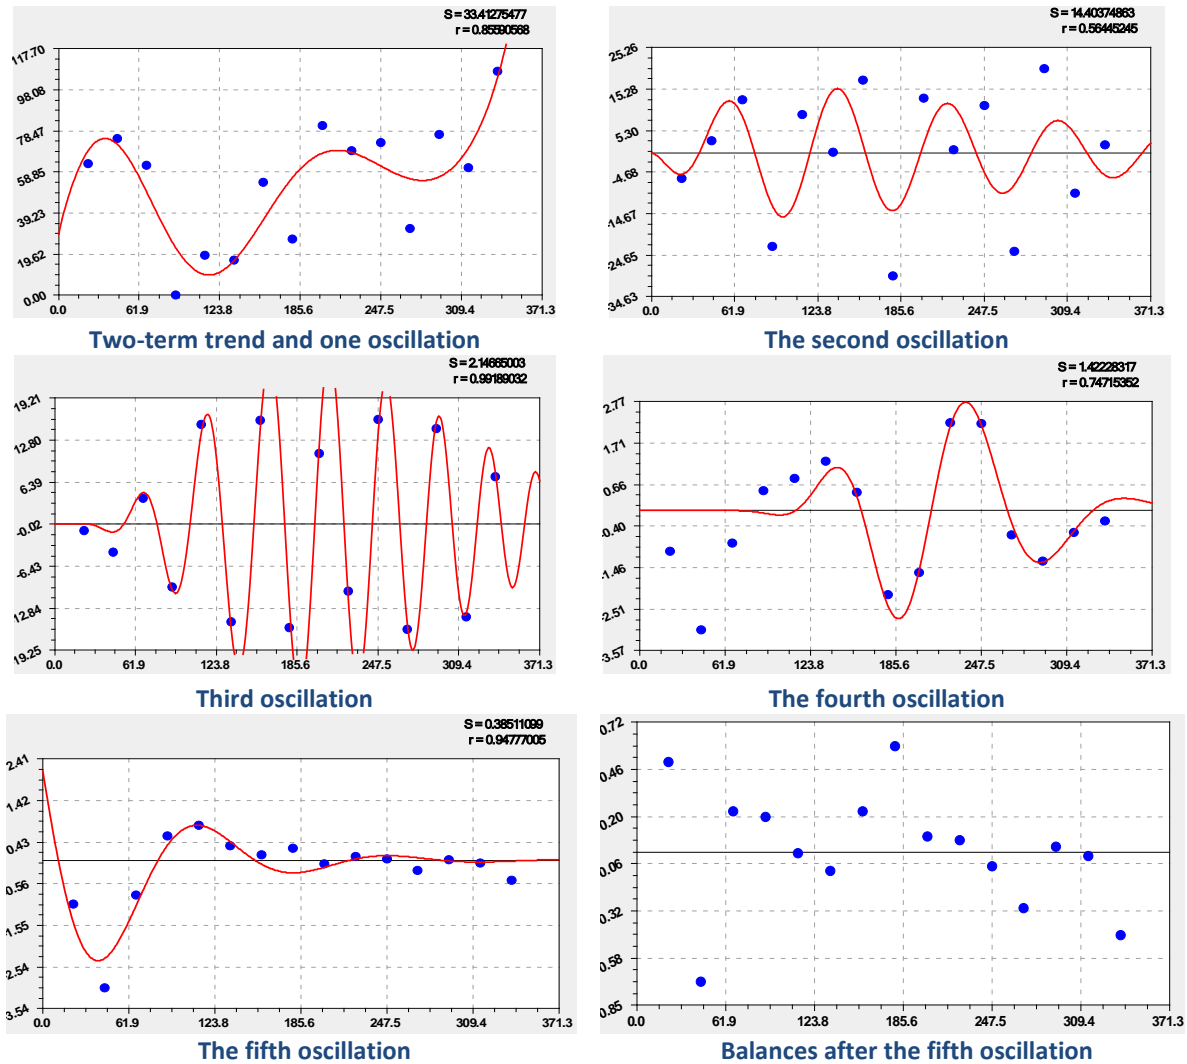 S = 33.41275477
r = 0.85590568
117.70
98.08
78.47
58.85
39.23
19.62
0.00
0.0 61.9 123.8 185.6 247.5 309.4 371.3
Two-term trend and one oscillation
S = 14.40374863
r = 0.56445245
25.26
15.28
5.30
-4.68
-14.67
-24.65
-34.63
0.0 61.9 123.8 185.6 247.5 309.4 371.3
The second oscillation
S = 2.14665003
r = 0.99189032
19.21
12.80
6.39
-0.02
-6.43
12.84
19.25
0.0 61.9 123.8 185.6 247.5 309.4 371.3
Third oscillation
S = 1.42228317
r = 0.74715352
2.77
1.71
0.66
-0.40
-1.46
-2.51
3.57
0.0 61.9 123.8 185.6 247.5 309.4 371.3
The fourth oscillation
S = 0.38511099
r = 0.94777005
2.41
1.42
0.43
0.56
1.55
2.54
3.54
0.0 61.9 123.8 185.6 247.5 309.4 371.3
The fifth oscillation
0.72
0.46
0.20
0.06
0.32
0.58
0.85
0.0 61.9 123.8 185.6 247.5 309.4 371.3
Balances after the fifth oscillation